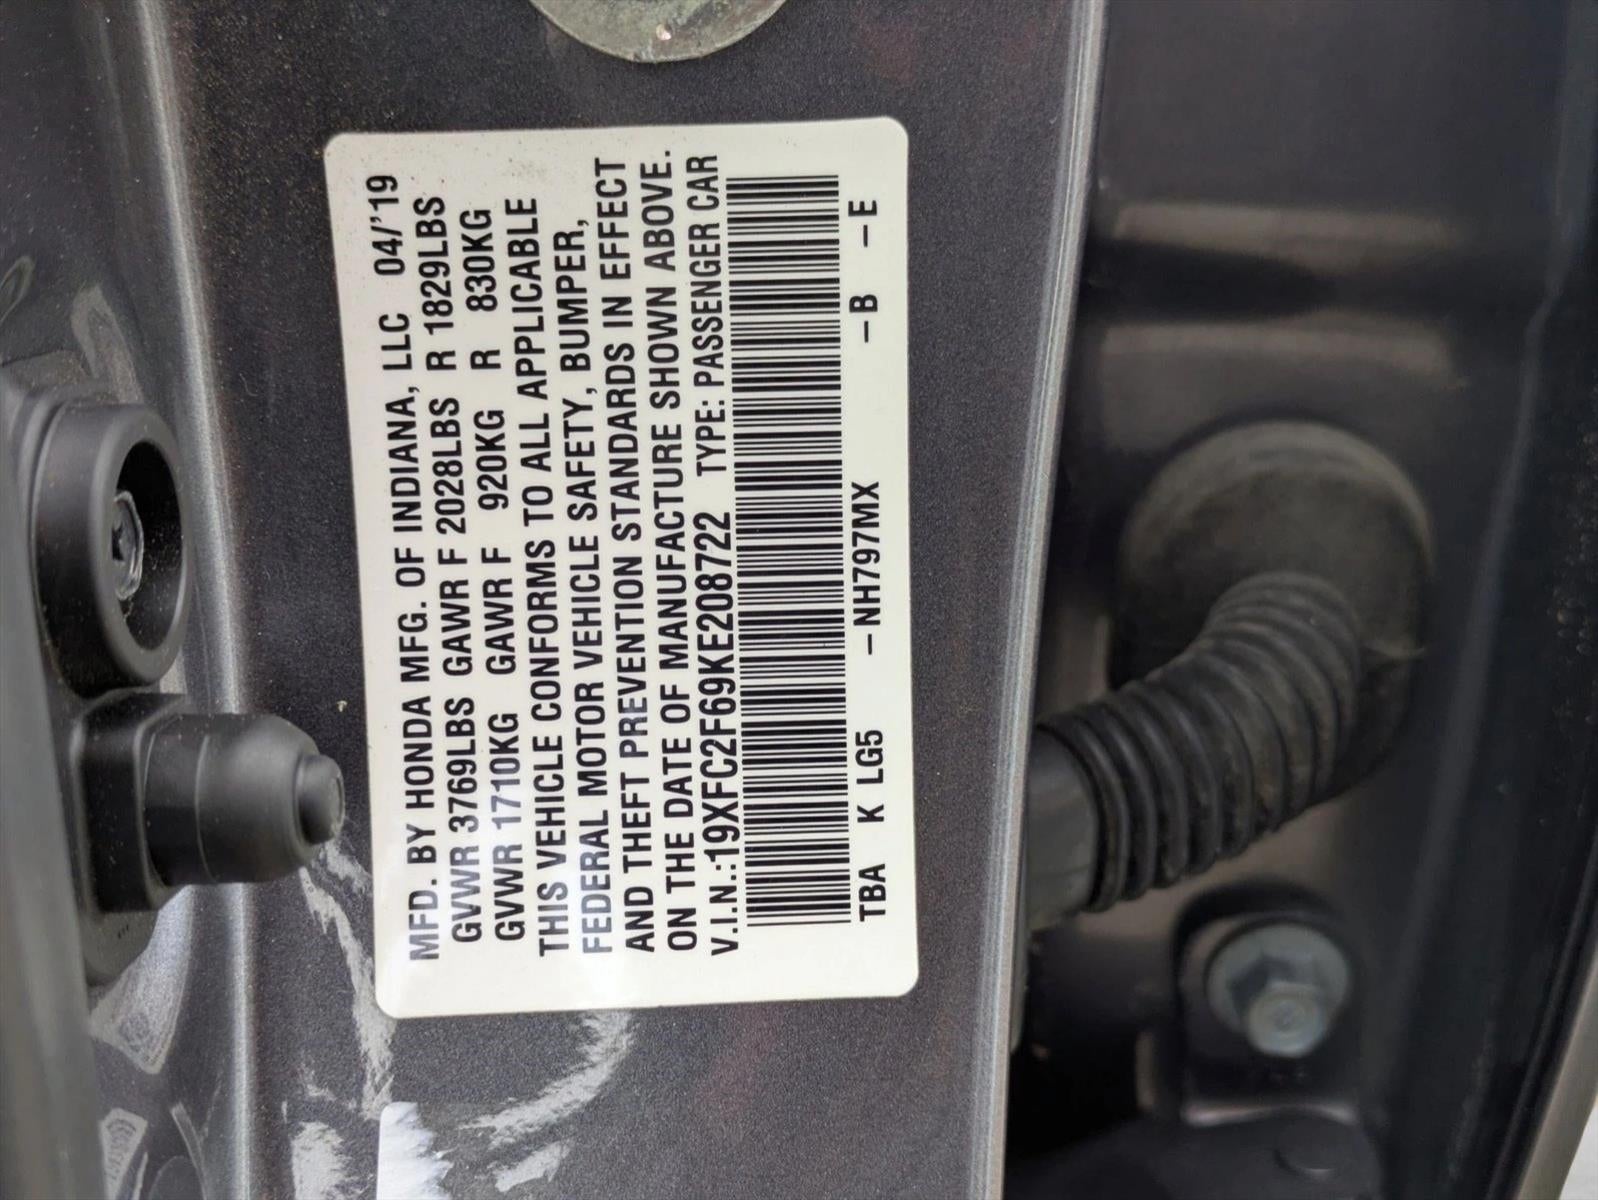 MFD. BY HONDA MFG. OF INDIANA, LLC 04/'19
GVWR 3769LBS GAWR F 2028LBS R 1829LBS
GVWR 1710KG GAWR F 920KG R 830KG
THIS VEHICLE CONFORMS TO ALL APPLICABLE
FEDERAL MOTOR VEHICLE SAFETY, BUMPER,
AND THEFT PREVENTION STANDARDS IN EFFECT
ON THE DATE OF MANUFACTURE SHOWN ABOVE.
V.I.N.:19XFC2F69KE208722 TYPE: PASSENGER CAR
TBA K LG5 -NH797MX -B -E